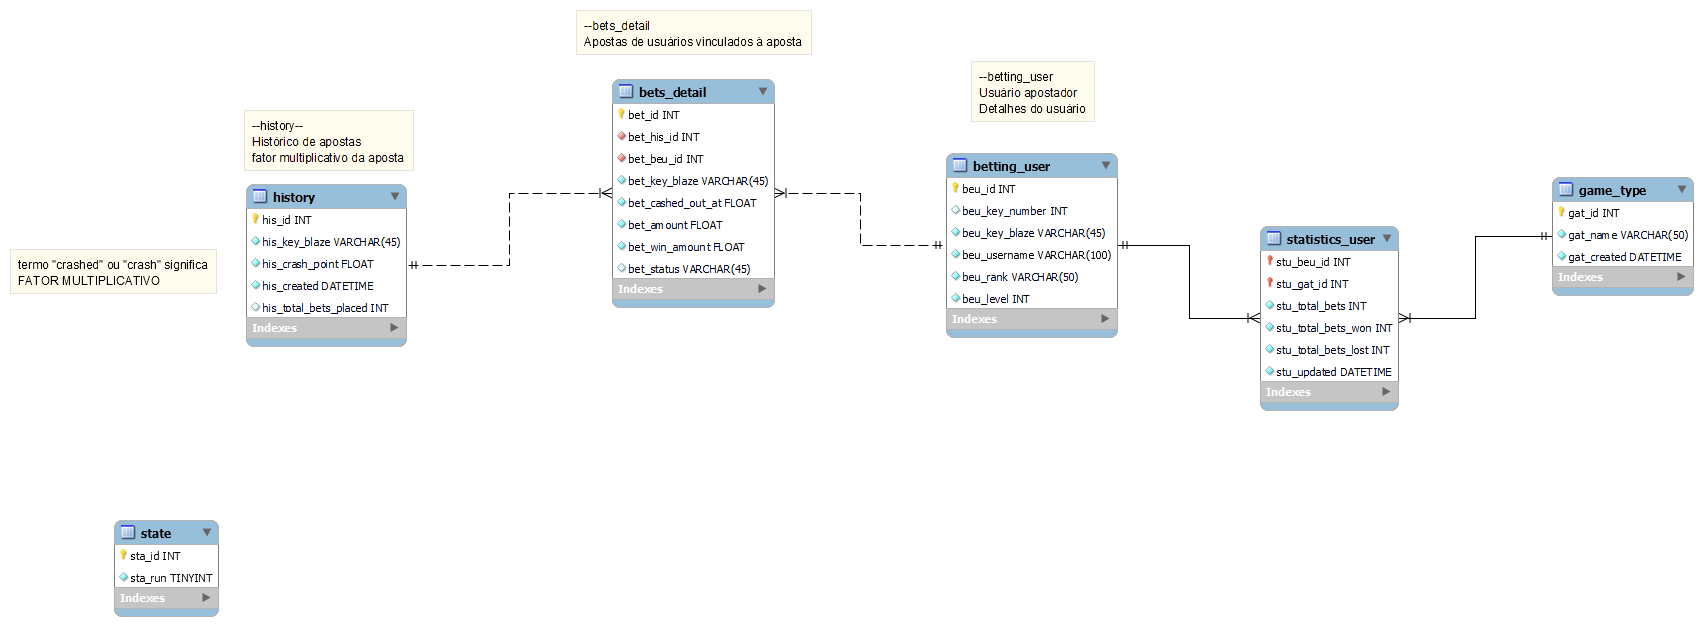 --bets_detail
Apostas de usuários vinculados à aposta
--betting_user
Usuário apostador
Detalhes do usuário
--history--
Histórico de apostas
fator multiplicativo da aposta
termo "crashed" ou "crash" significa
FATOR MULTIPLICATIVO
history
his_id INT
his_key_blaze VARCHAR(45)
his_crash_point FLOAT
his_created DATETIME
his_total_bets_placed INT
Indexes
bets_detail
bet_id INT
bet_his_id INT
bet_beu_id INT
bet_key_blaze VARCHAR(45)
bet_cashed_out_at FLOAT
bet_amount FLOAT
bet_win_amount FLOAT
bet_status VARCHAR(45)
Indexes
betting_user
beu_id INT
beu_key_number INT
beu_key_blaze VARCHAR(45)
beu_username VARCHAR(100)
beu_rank VARCHAR(50)
beu_level INT
Indexes
statistics_user
stu_beu_id INT
stu_gat_id INT
stu_total_bets INT
stu_total_bets_won INT
stu_total_bets_lost INT
stu_updated DATETIME
Indexes
game_type
gat_id INT
gat_name VARCHAR(50)
gat_created DATETIME
Indexes
state
sta_id INT
sta_run TINYINT
Indexes